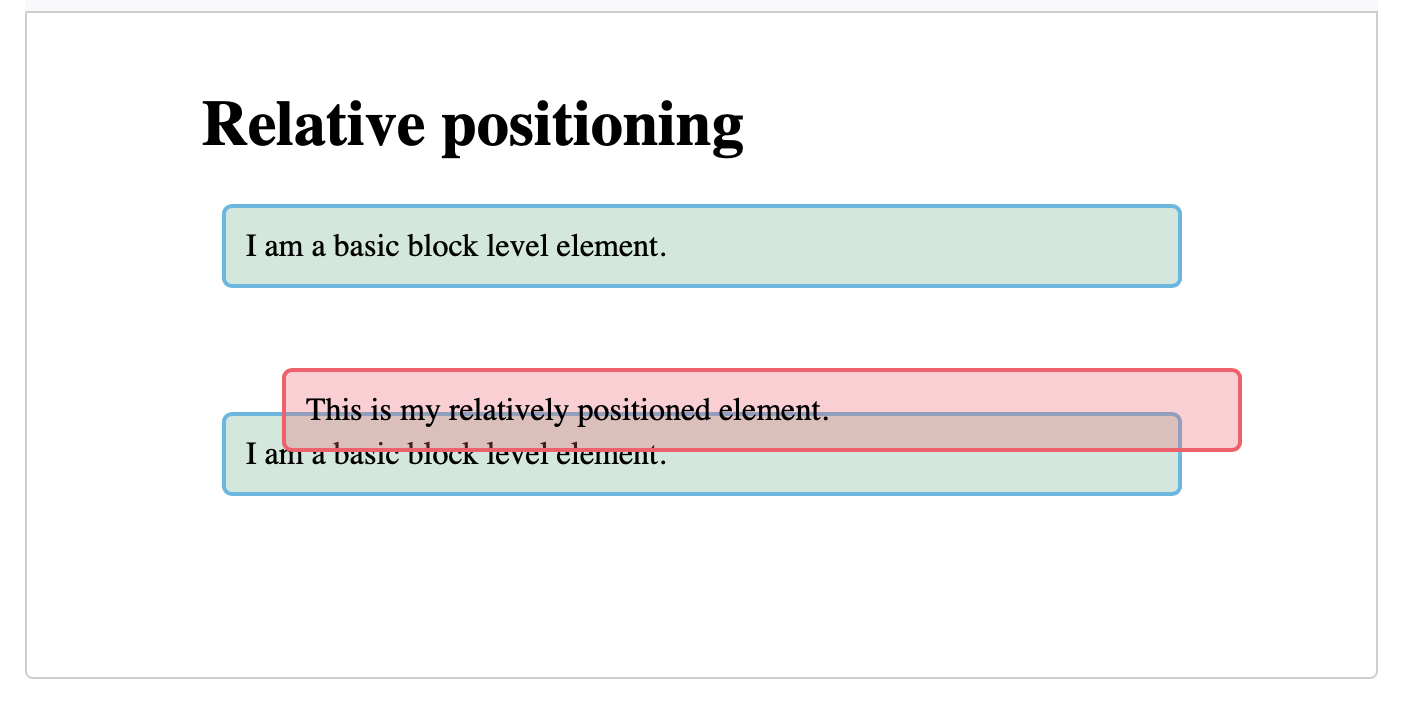 Relative positioning
I am a basic block level element.
This is my relatively positioned element.
I am a basic block level element.